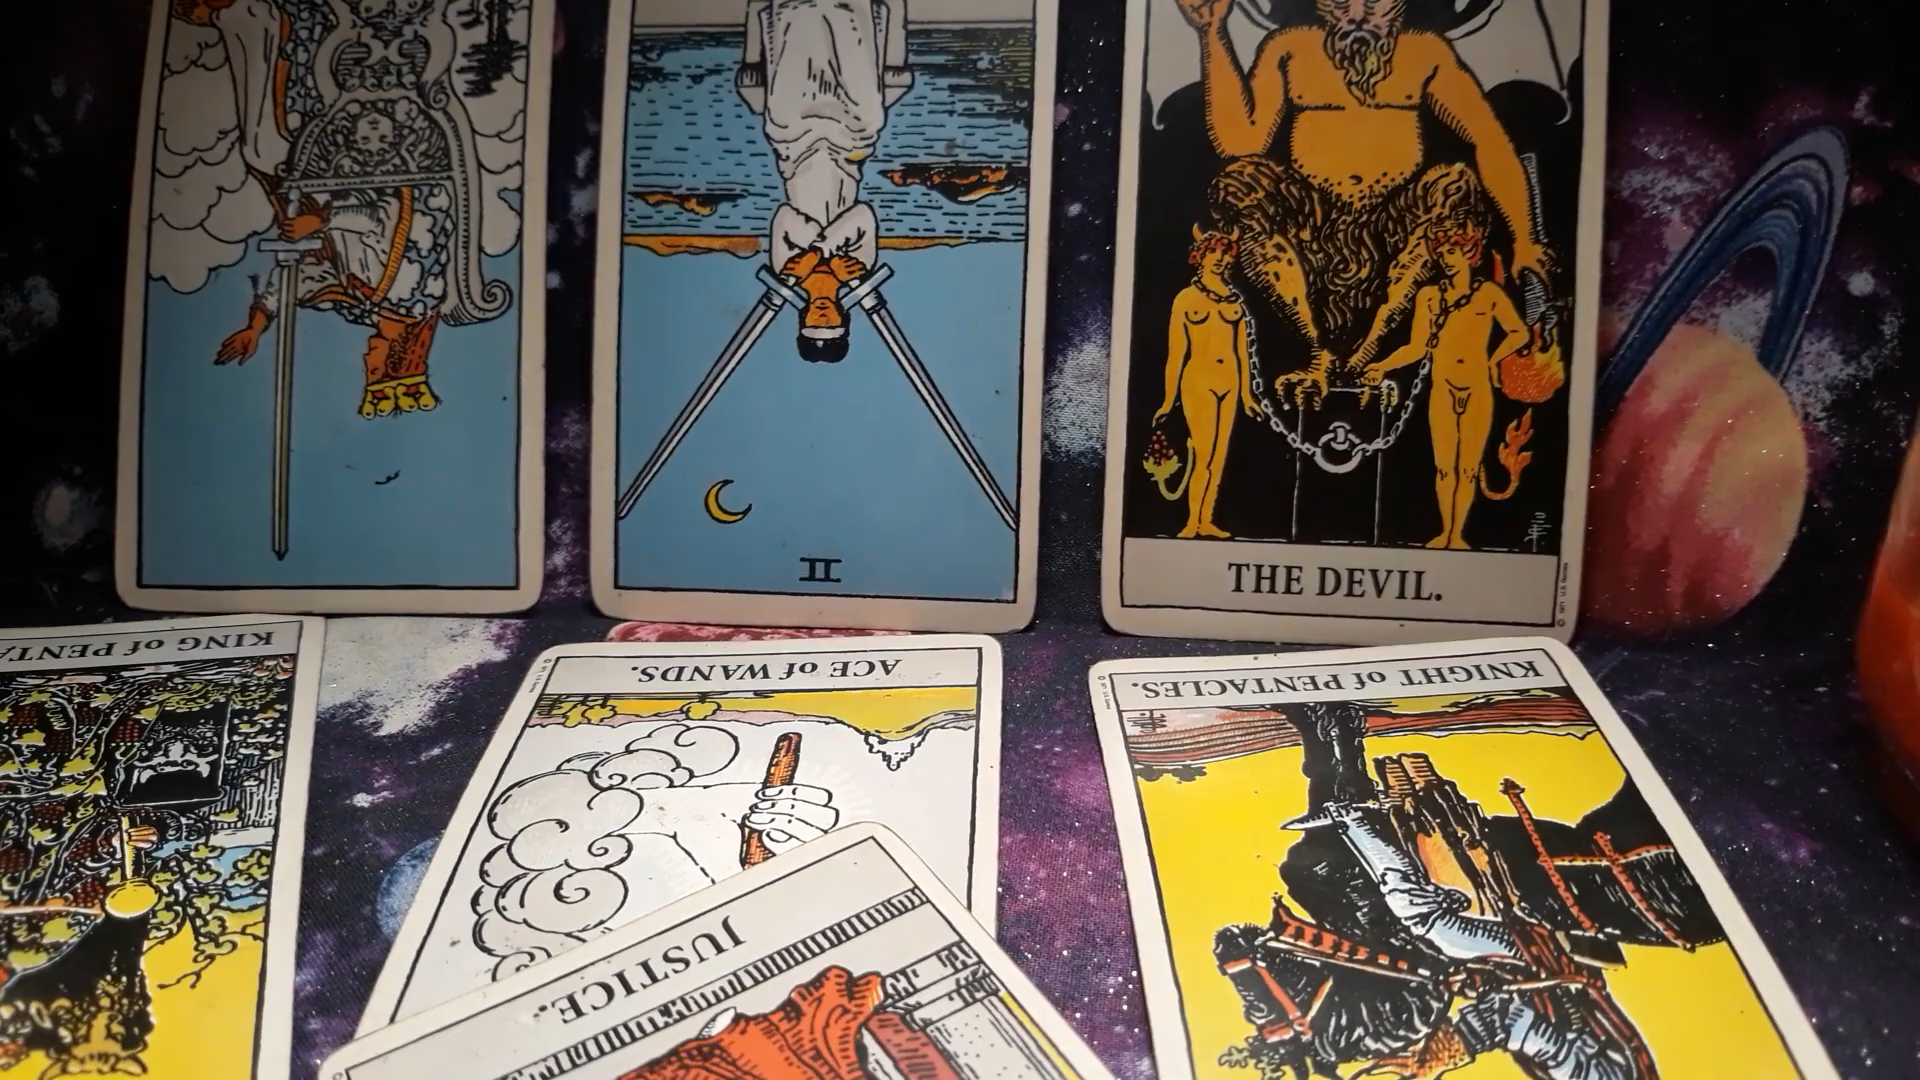 II
THE DEVIL.
KING of PENTA
ACE of WANDS.
KNIGHT of PENTACLES.
JUSTICE.